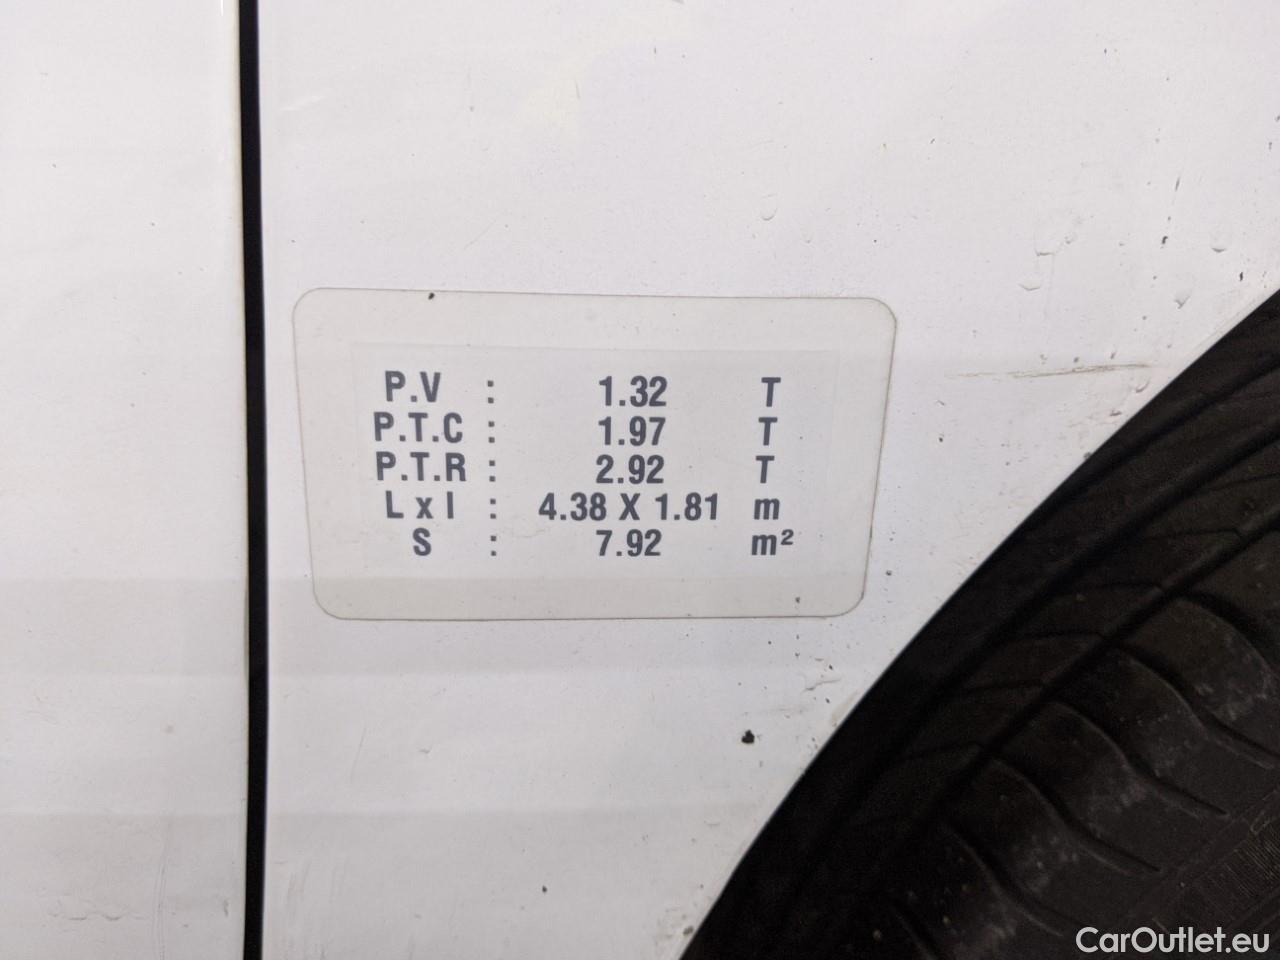 P.V : 1.32 T
P.T.C : 1.97 T
P.T.R : 2.92 T
L x l : 4.38 X 1.81 m
S : 7.92 m²
CarOutlet.eu